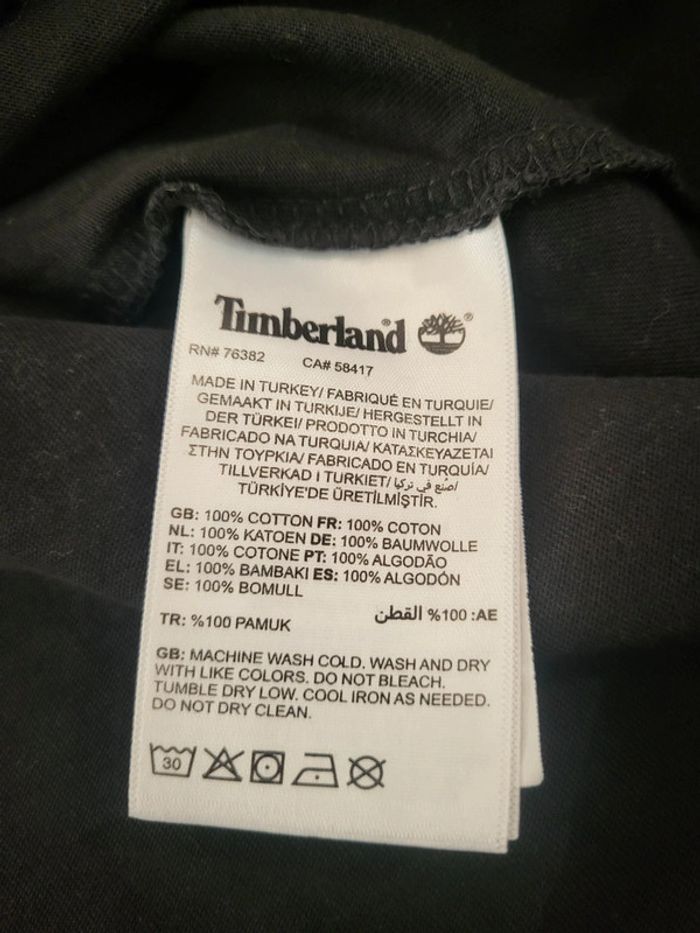 Timberland®
RN# 76382 CA# 58417
MADE IN TURKEY/ FABRIQUÉ EN TURQUIE/
GEMAAKT IN TURKIJE/ HERGESTELLT IN
DER TÜRKEI/ PRODOTTO IN TURCHIA/
FABRICADO NA TURQUIA/ ΚΑΤΑΣΚΕΥΑΖΕΤΑΙ
ΣΤΗΝ ΤΟΥΡΚΙΑ/ FABRICADO EN TURQUÍA/
TILLVERKAD I TURKIET/ صُنع في تركيا/
TÜRKİYE'DE ÜRETİLMİŞTİR.
GB: 100% COTTON FR: 100% COTON
NL: 100% KATOEN DE: 100% BAUMWOLLE
IT: 100% COTONE PT: 100% ALGODÃO
EL: 100% ΒΑΜΒΑΚΙ ES: 100% ALGODÓN
SE: 100% BOMULL
AE: 100% القطن
TR: %100 PAMUK
GB: MACHINE WASH COLD. WASH AND DRY
WITH LIKE COLORS. DO NOT BLEACH.
TUMBLE DRY LOW. COOL IRON AS NEEDED.
DO NOT DRY CLEAN.
30